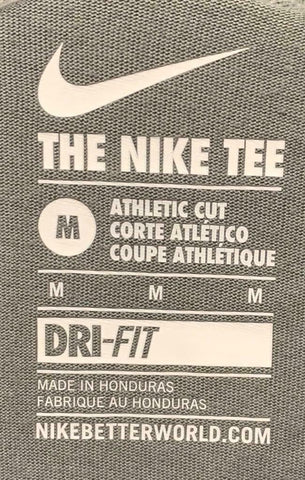 THE NIKE TEE
M
ATHLETIC CUT
CORTE ATLÉTICO
COUPE ATHLÉTIQUE
M M M
DRI-FIT
MADE IN HONDURAS
FABRIQUE AU HONDURAS
NIKEBETTERWORLD.COM